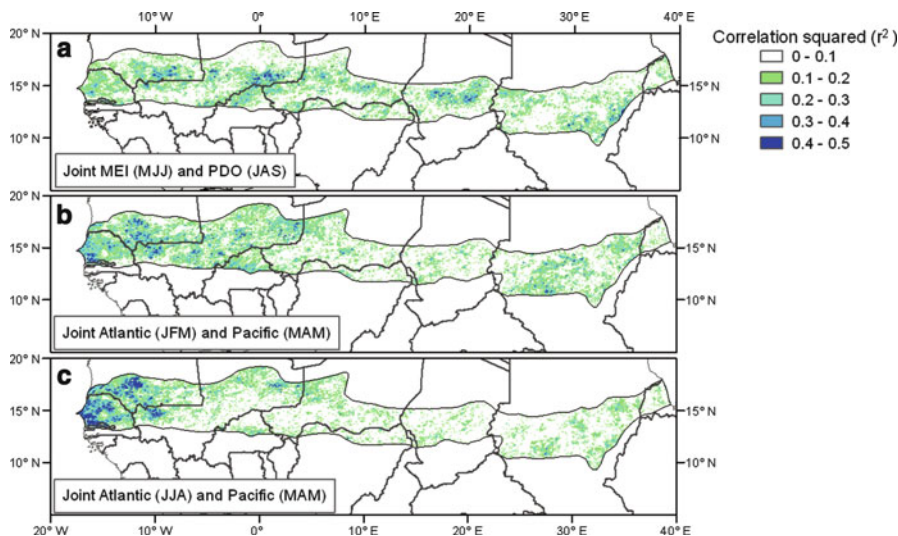 10° W 0° 10° E 20° E 30° E 40° E
Correlation squared (r²)
0 - 0.1
0.1 - 0.2
0.2 - 0.3
0.3 - 0.4
0.4 - 0.5
20° N
a
15° N 15° N
10° N 10° N
Joint MEI (MJJ) and PDO (JAS)
20° N
b
15° N 15° N
10° N 10° N
Joint Atlantic (JFM) and Pacific (MAM)
20° N
c
15° N 15° N
10° N 10° N
Joint Atlantic (JJA) and Pacific (MAM)
20° W 10° W 0° 10° E 20° E 30° E 40° E